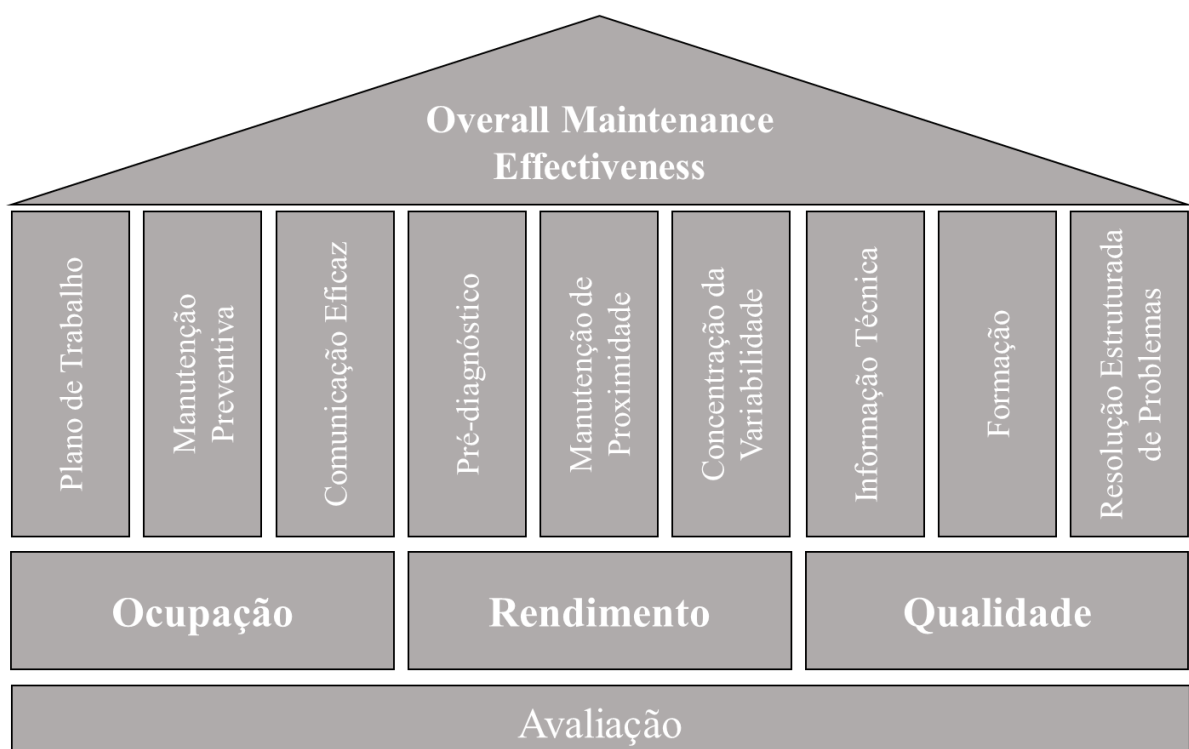 Overall Maintenance
Effectiveness
Plano de Trabalho
Manutenção
Preventiva
Comunicação Eficaz
Pré-diagnóstico
Manutenção de
Proximidade
Concentração da
Variabilidade
Informação Técnica
Formação
Resolução Estruturada
de Problemas
Ocupação
Rendimento
Qualidade
Avaliação